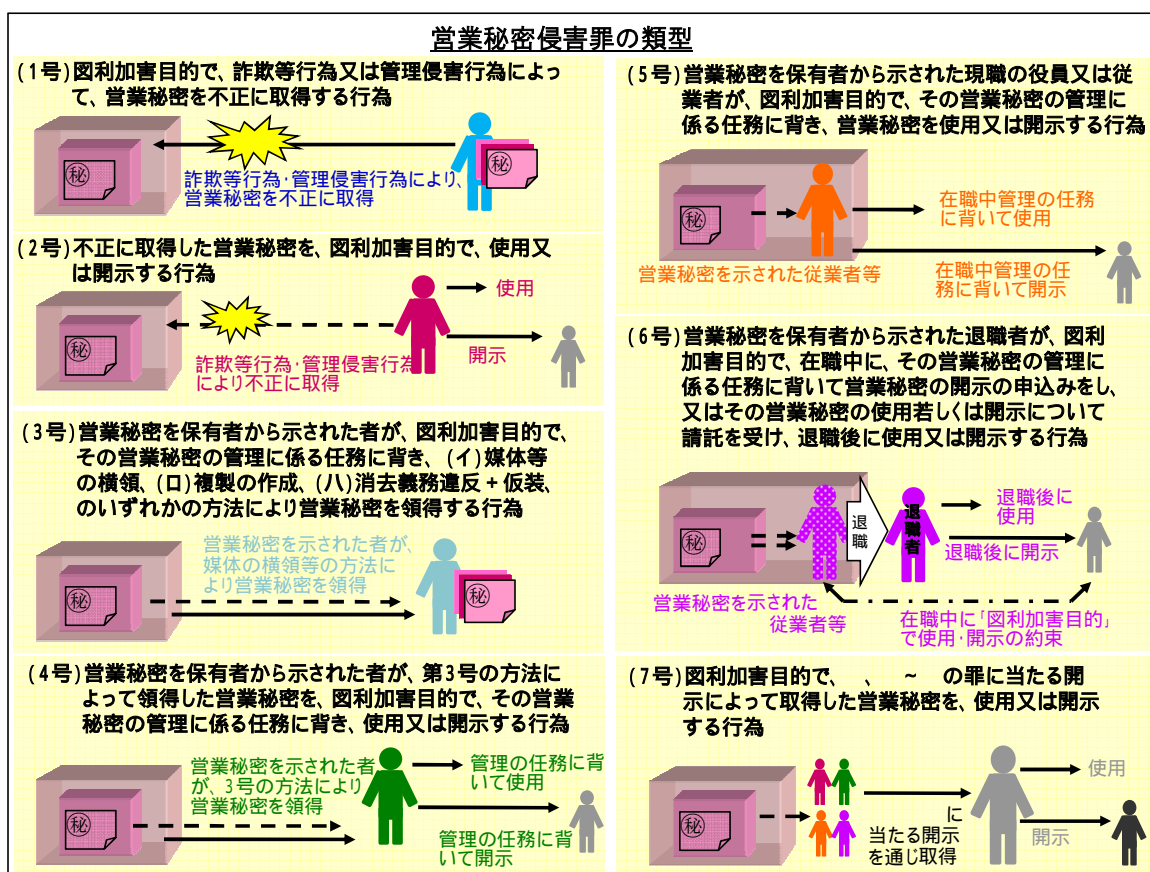 営業秘密侵害罪の類型
(1号)図利加害目的で、詐欺等行為又は管理侵害行為によっ
て、営業秘密を不正に取得する行為
秘
詐欺等行為・管理侵害行為により、
営業秘密を不正に取得
(2号)不正に取得した営業秘密を、図利加害目的で、使用又
は開示する行為
秘
使用
開示
詐欺等行為・管理侵害行為
により不正に取得
(3号)営業秘密を保有者から示された者が、図利加害目的で、
その営業秘密の管理に係る任務に背き、(イ)媒体等
の横領、(ロ)複製の作成、(ハ)消去義務違反+仮装、
のいずれかの方法により営業秘密を領得する行為
営業秘密を示された者が、
媒体の横領等の方法に
より営業秘密を領得
秘
秘
(4号)営業秘密を保有者から示された者が、第3号の方法に
よって領得した営業秘密を、図利加害目的で、その営業
秘密の管理に係る任務に背き、使用又は開示する行為
営業秘密を示された者
が、3号の方法により
営業秘密を領得
秘
管理の任務に背
いて使用
管理の任務に背
いて開示
(5号)営業秘密を保有者から示された現職の役員又は従
業者が、図利加害目的で、その営業秘密の管理に
係る任務に背き、営業秘密を使用又は開示する行為
秘
在職中管理の任務
に背いて使用
営業秘密を示された従業者等
在職中管理の任
務に背いて開示
(6号)営業秘密を保有者から示された退職者が、図利
加害目的で、在職中に、その営業秘密の管理に
係る任務に背いて営業秘密の開示の申込みをし、
又はその営業秘密の使用若しくは開示について
請託を受け、退職後に使用又は開示する行為
秘
退職
退職者
退職後に
使用
退職後に開示
営業秘密を示された
従業者等
在職中に「図利加害目的」
で使用・開示の約束
(7号)図利加害目的で、 、 ~ の罪に当たる開
示によって取得した営業秘密を、使用又は開示
する行為
秘
に
当たる開示
を通じ取得
使用
開示
秘